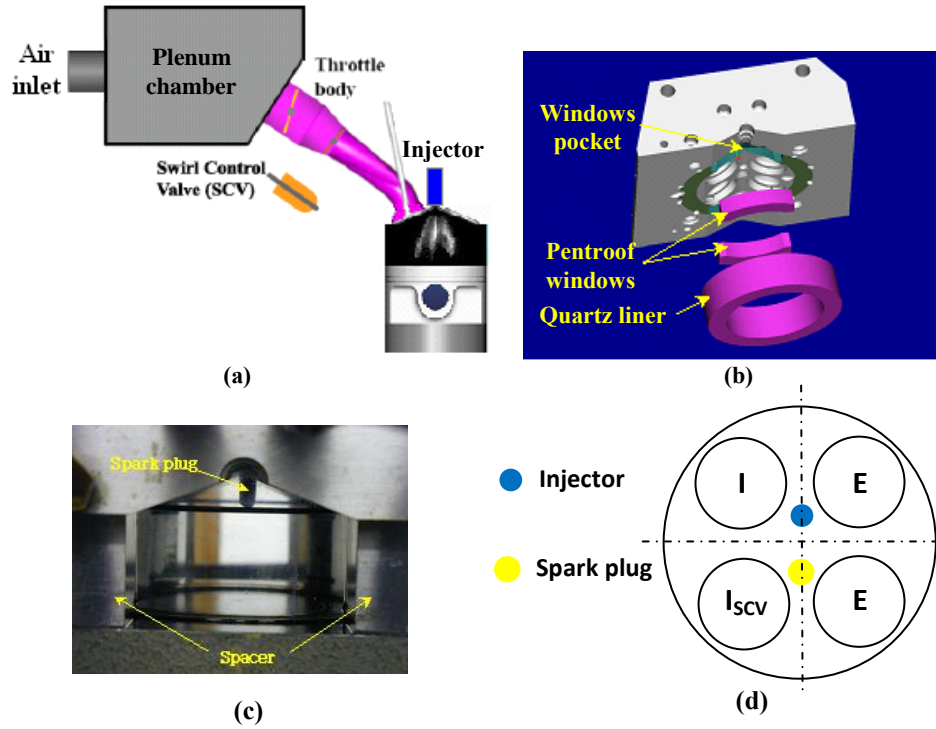 Air
inlet
Plenum
chamber
Throttle
body
Injector
Swirl Control
Valve (SCV)
(a)
Windows
pocket
Pentroof
windows
Quartz liner
(b)
Spark plug
Spacer
(c)
Injector
Spark plug
I
E
I_SCV
E
(d)